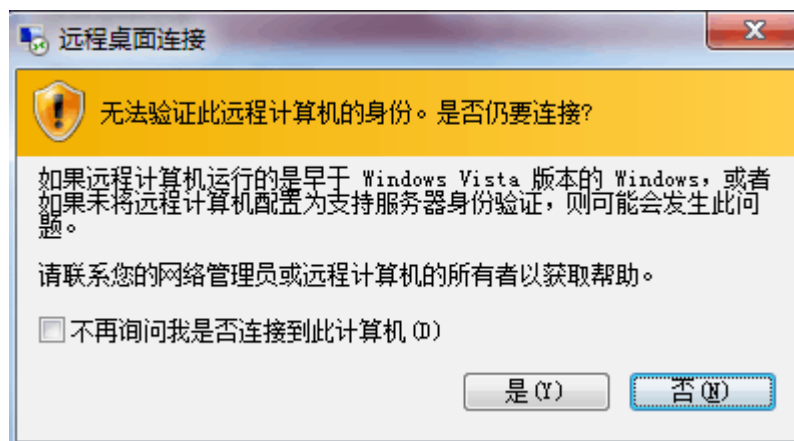 远程桌面连接
无法验证此远程计算机的身份。是否仍要连接?
如果远程计算机运行的是早于 Windows Vista 版本的 Windows，或者
如果未将远程计算机配置为支持服务器身份验证，则可能会发生此问
题。
请联系您的网络管理员或远程计算机的所有者以获取帮助。
不再询问我是否连接到此计算机(D)
是(Y) 否(N)